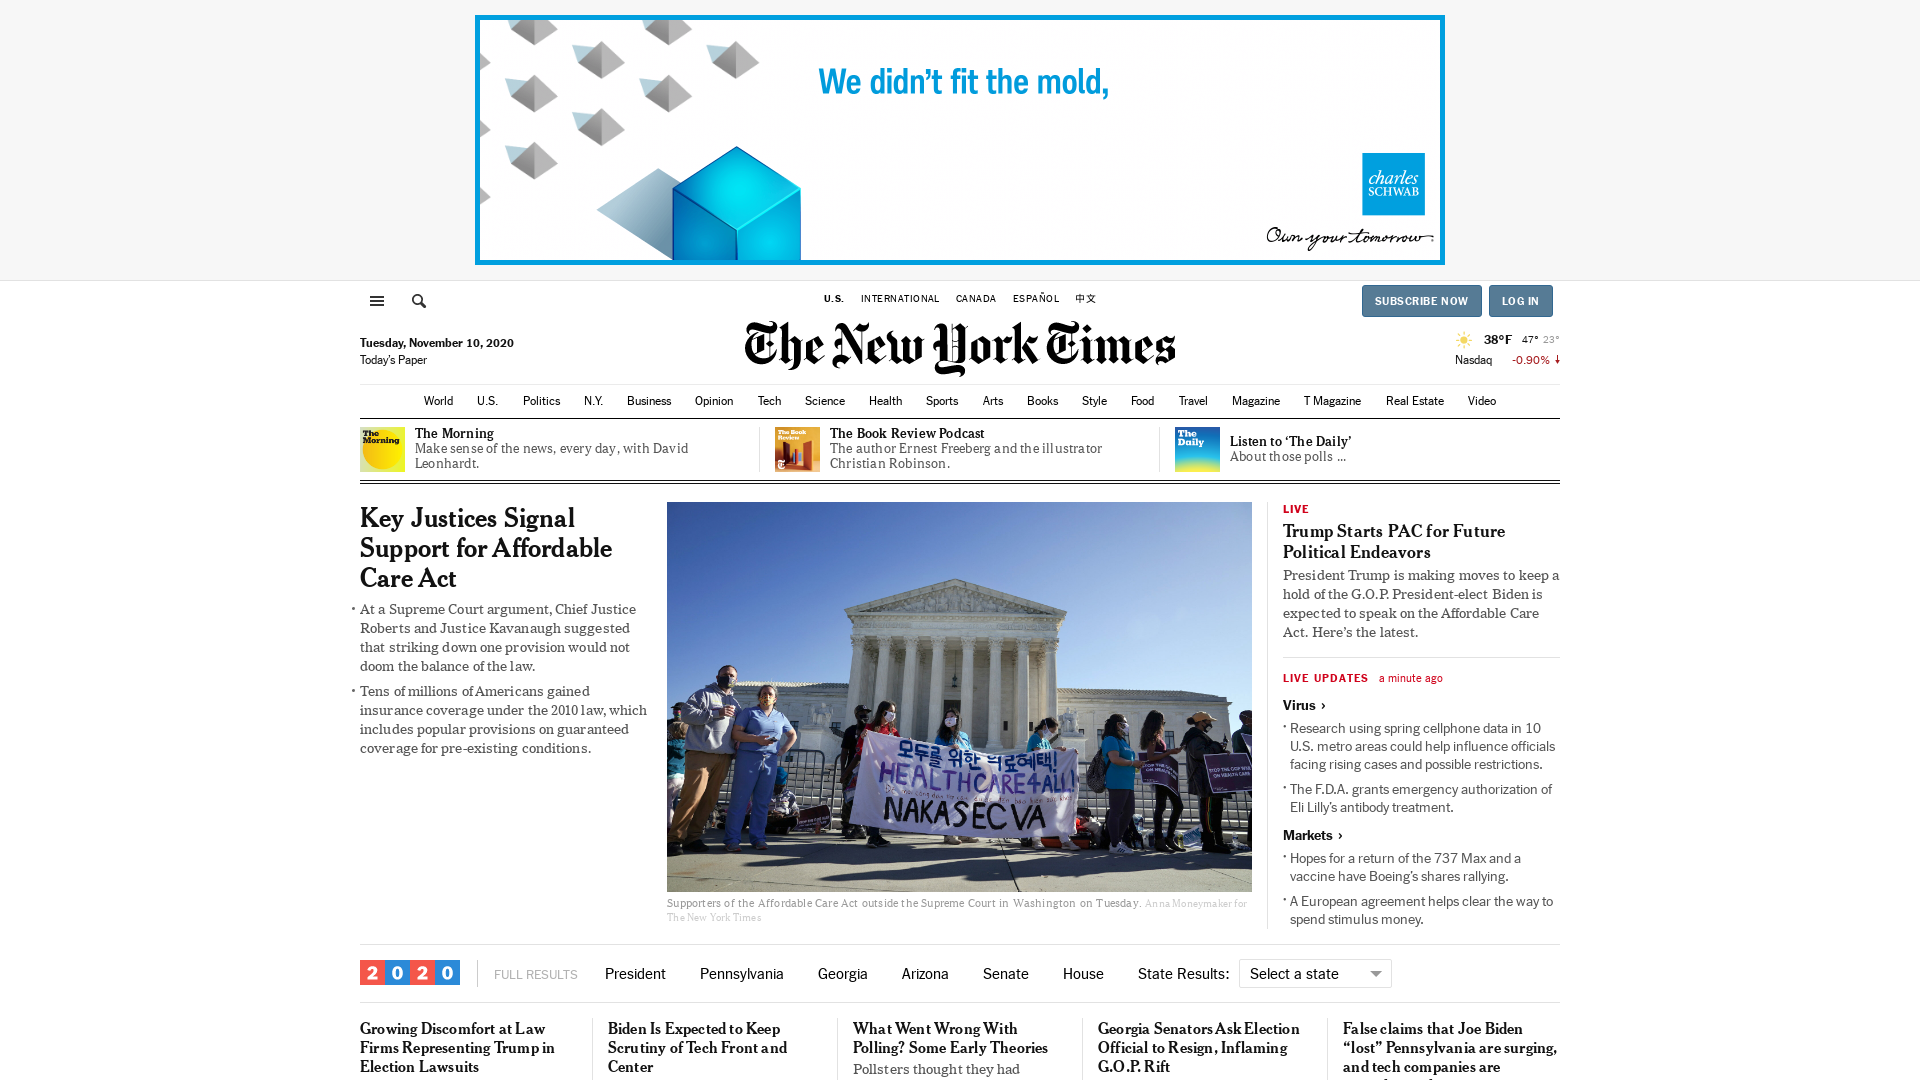 We didn't fit the mold,
charles
SCHWAB
Own your tomorrow
U.S. INTERNATIONAL CANADA ESPAÑOL 中文
SUBSCRIBE NOW LOG IN
Tuesday, November 10, 2020
Today's Paper
The New York Times
38°F 47° 23°
Nasdaq -0.90%
World U.S. Politics N.Y. Business Opinion Tech Science Health Sports Arts Books Style Food Travel Magazine T Magazine Real Estate Video
The
Morning
The Morning
Make sense of the news, every day, with David
Leonhardt.
The Book
Review
The Book Review Podcast
The author Ernest Freeberg and the illustrator
Christian Robinson.
The
Daily
Listen to ‘The Daily’
About those polls ...
Key Justices Signal
Support for Affordable
Care Act
• At a Supreme Court argument, Chief Justice
Roberts and Justice Kavanaugh suggested
that striking down one provision would not
doom the balance of the law.
• Tens of millions of Americans gained
insurance coverage under the 2010 law, which
includes popular provisions on guaranteed
coverage for pre-existing conditions.
모두를 위한 의료혜택!
HEALTHCARE4ALL!
NAKASEC VA
Supporters of the Affordable Care Act outside the Supreme Court in Washington on Tuesday. Anna Moneymaker for
The New York Times
LIVE
Trump Starts PAC for Future
Political Endeavors
President Trump is making moves to keep a
hold of the G.O.P. President-elect Biden is
expected to speak on the Affordable Care
Act. Here's the latest.
LIVE UPDATES a minute ago
Virus ›
• Research using spring cellphone data in 10
U.S. metro areas could help influence officials
facing rising cases and possible restrictions.
• The F.D.A. grants emergency authorization of
Eli Lilly's antibody treatment.
Markets ›
• Hopes for a return of the 737 Max and a
vaccine have Boeing's shares rallying.
• A European agreement helps clear the way to
spend stimulus money.
2020 FULL RESULTS President Pennsylvania Georgia Arizona Senate House State Results: Select a state
Growing Discomfort at Law
Firms Representing Trump in
Election Lawsuits
Biden Is Expected to Keep
Scrutiny of Tech Front and
Center
What Went Wrong With
Polling? Some Early Theories
Pollsters thought they had
Georgia Senators Ask Election
Official to Resign, Inflaming
G.O.P. Rift
False claims that Joe Biden
“lost” Pennsylvania are surging,
and tech companies are